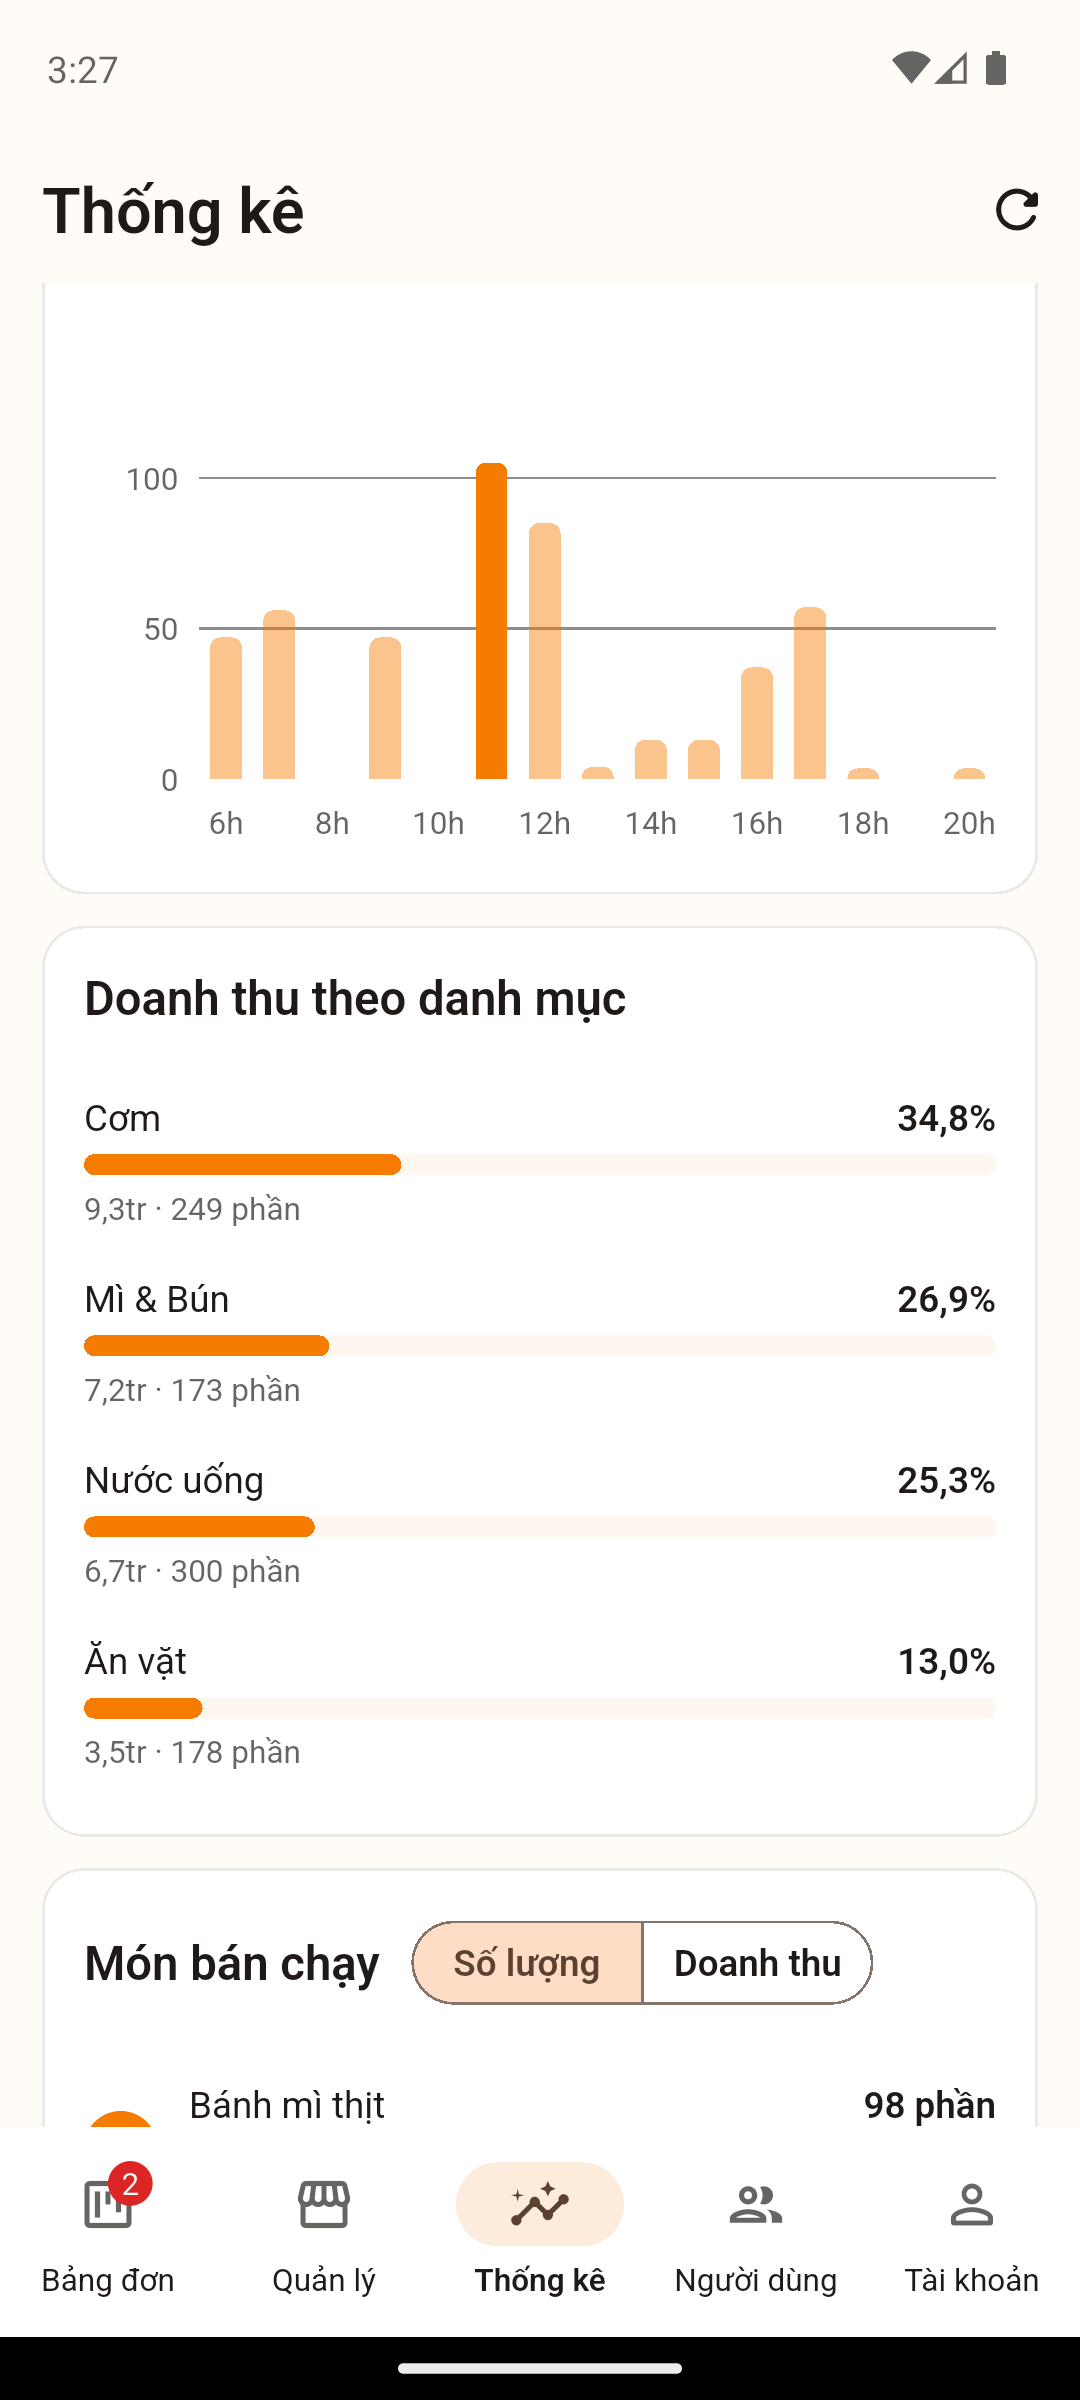 3:27
Thống kê
100
50
0
6h 8h 10h 12h 14h 16h 18h 20h
Doanh thu theo danh mục
Cơm 34,8%
9,3tr · 249 phần
Mì & Bún 26,9%
7,2tr · 173 phần
Nước uống 25,3%
6,7tr · 300 phần
Ăn vặt 13,0%
3,5tr · 178 phần
Món bán chạy Số lượng Doanh thu
Bánh mì thịt 98 phần
2
Bảng đơn Quản lý Thống kê Người dùng Tài khoản